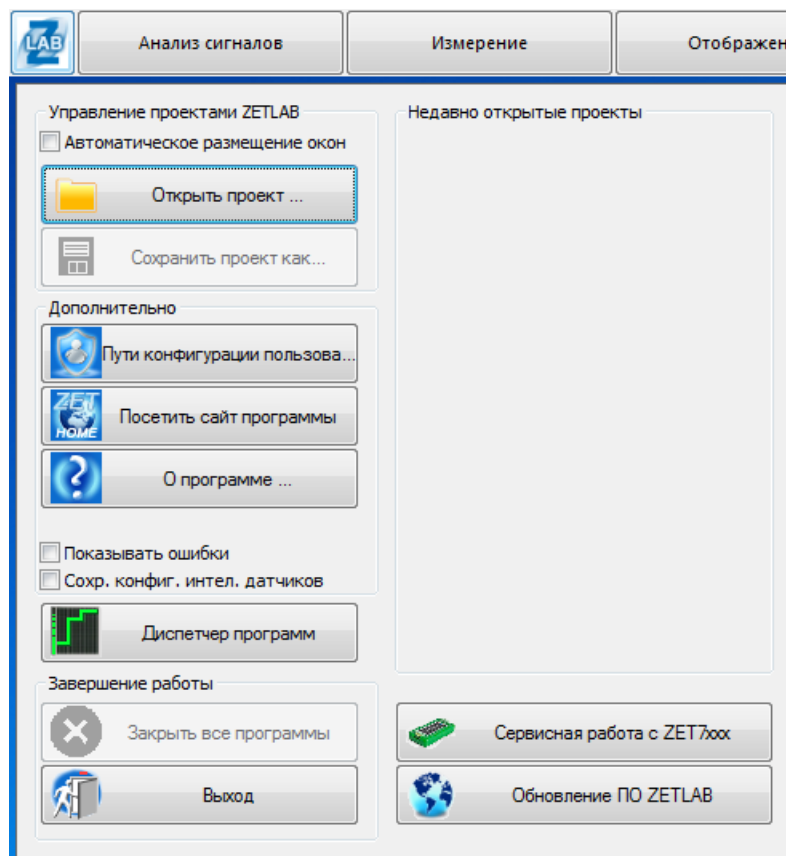 Z LAB
Анализ сигналов
Измерение
Отображен
Управление проектами ZETLAB
Автоматическое размещение окон
Открыть проект ...
Сохранить проект как...
Дополнительно
Пути конфигурации пользова...
ZET HOME
Посетить сайт программы
О программе ...
Показывать ошибки
Сохр. конфиг. интел. датчиков
Диспетчер программ
Завершение работы
Закрыть все программы
Выход
Недавно открытые проекты
Сервисная работа с ZET7xxx
Обновление ПО ZETLAB